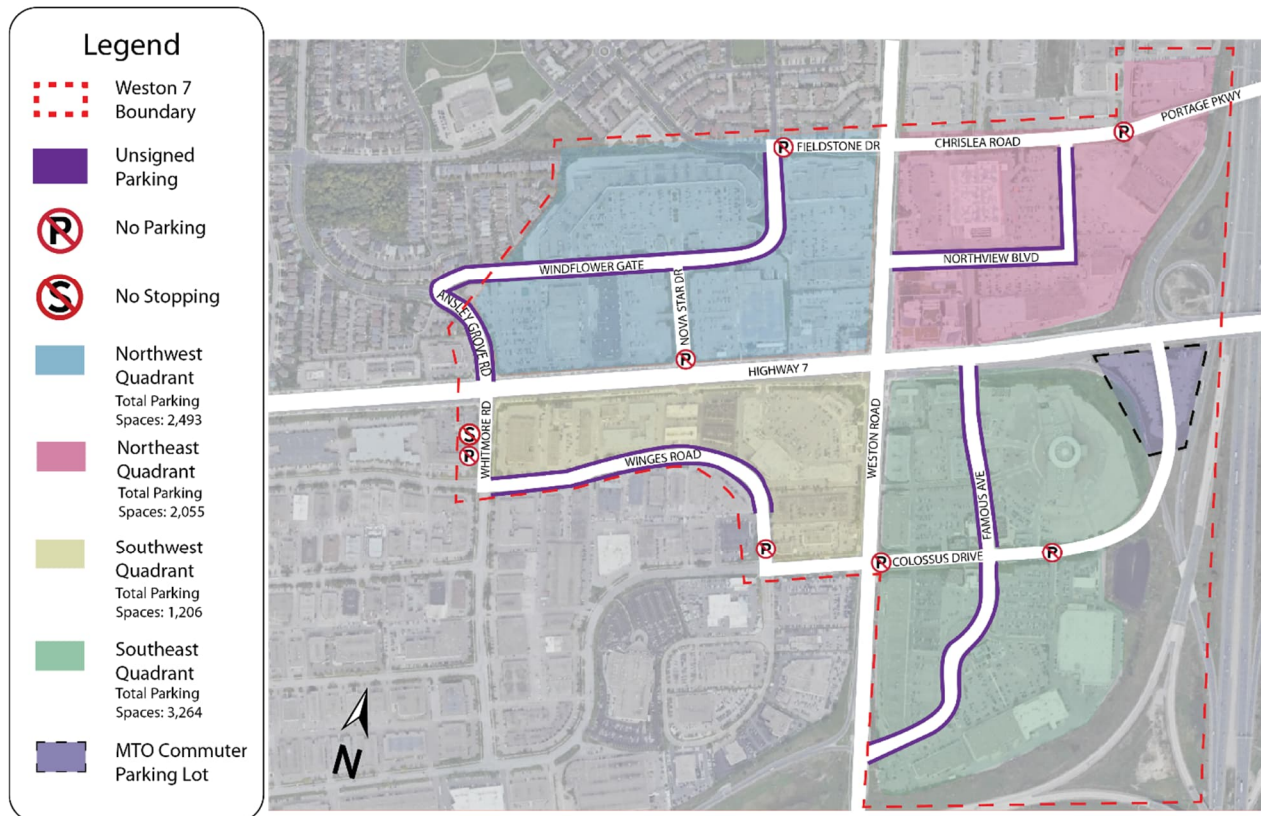 Legend
Weston 7
Boundary
Unsigned
Parking
P
No Parking
S
No Stopping
Northwest
Quadrant
Total Parking
Spaces: 2,493
Northeast
Quadrant
Total Parking
Spaces: 2,055
Southwest
Quadrant
Total Parking
Spaces: 1,206
Southeast
Quadrant
Total Parking
Spaces: 3,264
MTO Commuter
Parking Lot
N
PORTAGE PKWY
P
P
FIELDSTONE DR
CHRISLEA ROAD
WINDFLOWER GATE
NORTHVIEW BLVD
ANSLEY GROVE RD
NOVA STAR DR
P
HIGHWAY 7
WHITMORE RD
S
P
WINGES ROAD
WESTON ROAD
FAMOUS AVE
P
P
COLOSSUS DRIVE
P